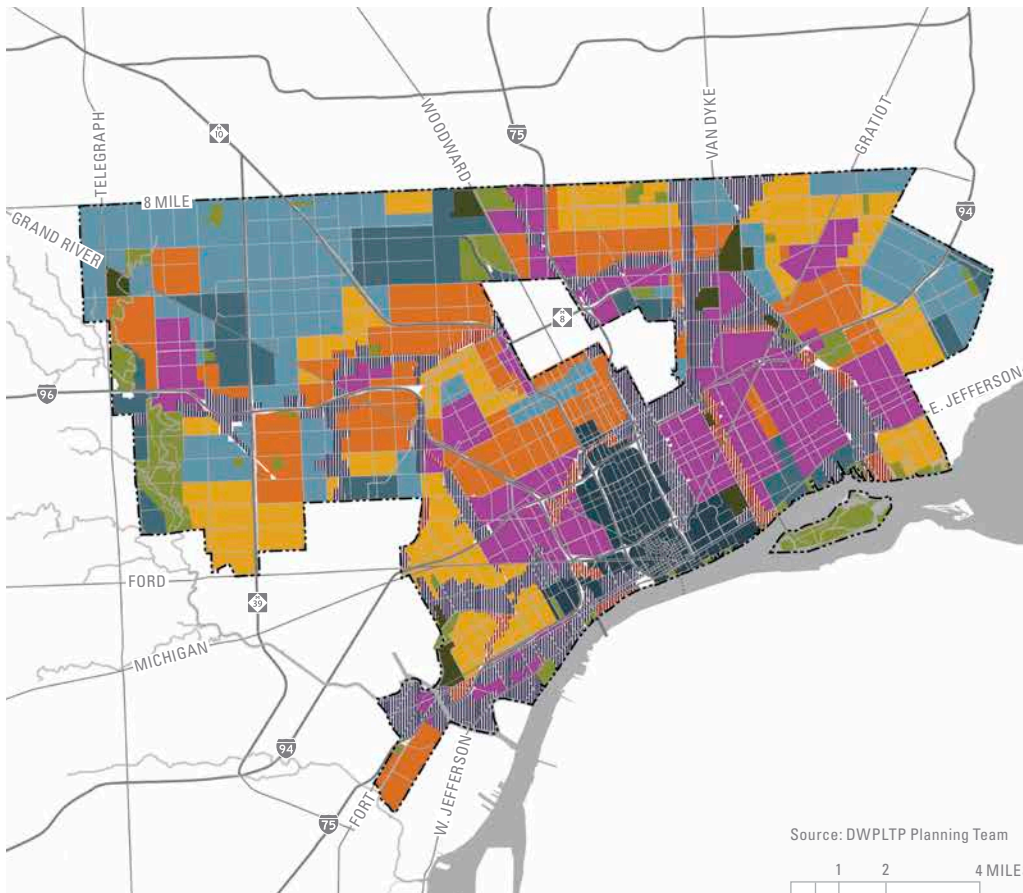 TELEGRAPH
M
10
WOODWARD
75
VAN DYKE
GRATIOT
8 MILE
94
GRAND RIVER
M
8
96
E. JEFFERSON
FORD
M
39
MICHIGAN
94
W. JEFFERSON
FORT
75
Source: DWPLTP Planning Team
1 2 4 MILE